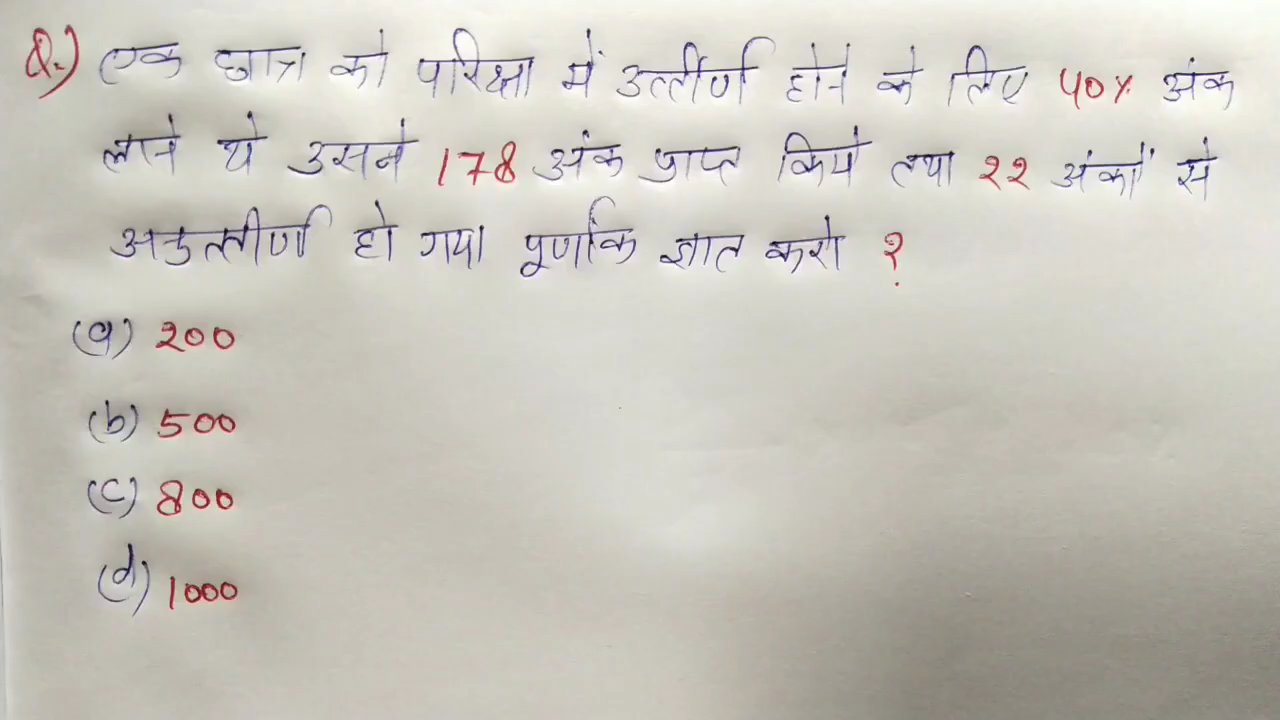 Q.) एक छात्र को परिक्षा में उत्तीर्ण होने के लिए 40% अंक
लाने थे उसने 178 अंक प्राप्त किये तथा 22 अंकों से
अनुत्तीर्ण हो गया पूर्णांक ज्ञात करो ?
(a) 200
(b) 500
(c) 800
(d) 1000